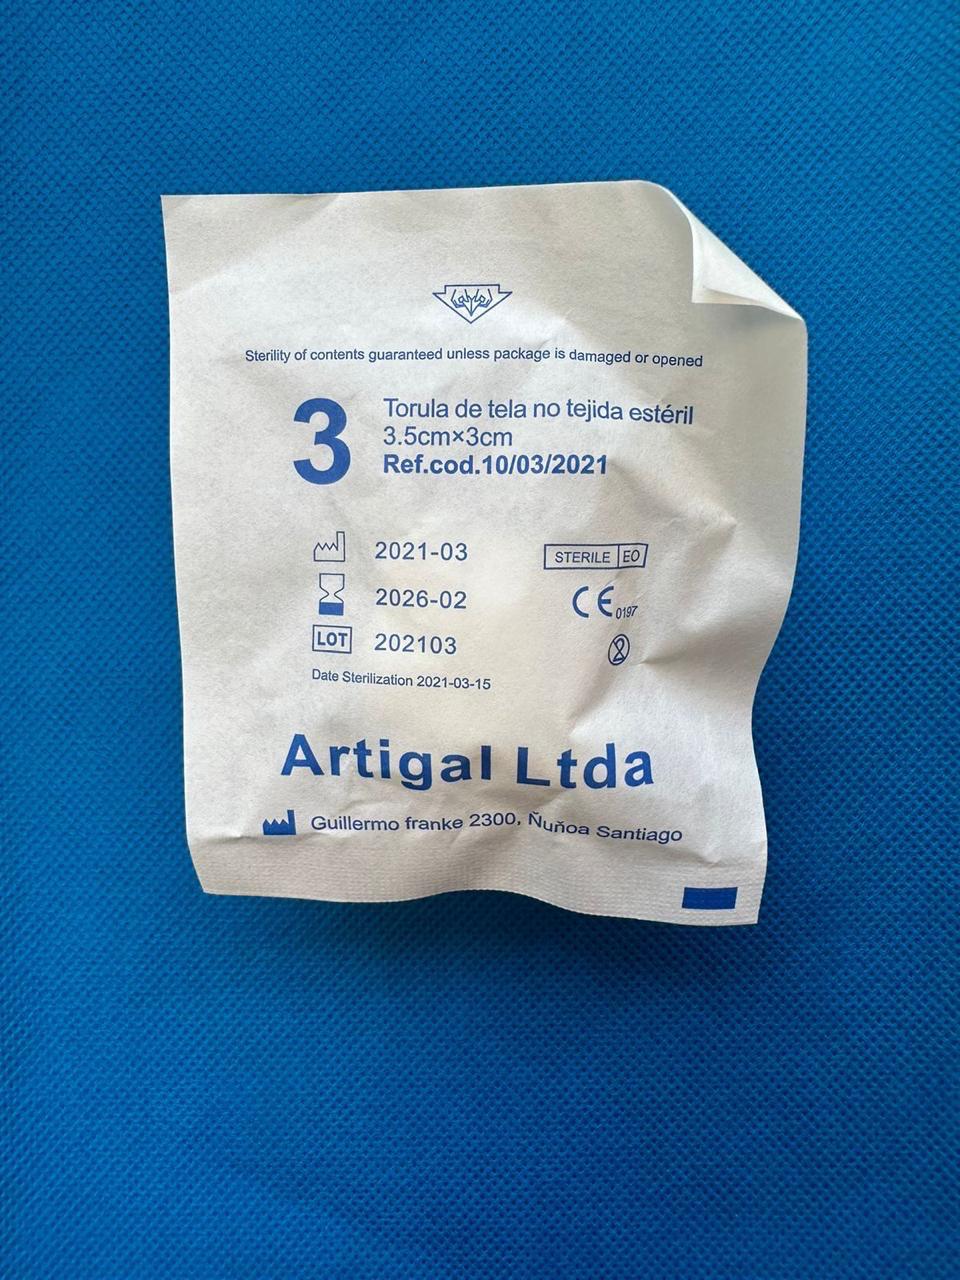 Sterility of contents guaranteed unless package is damaged or opened
3
Torula de tela no tejida estéril
3.5cm×3cm
Ref.cod.10/03/2021
2021-03
STERILE EO
2026-02
CE 0197
LOT 202103
2
Date Sterilization 2021-03-15
Artigal Ltda
Guillermo franke 2300, Ñuñoa Santiago